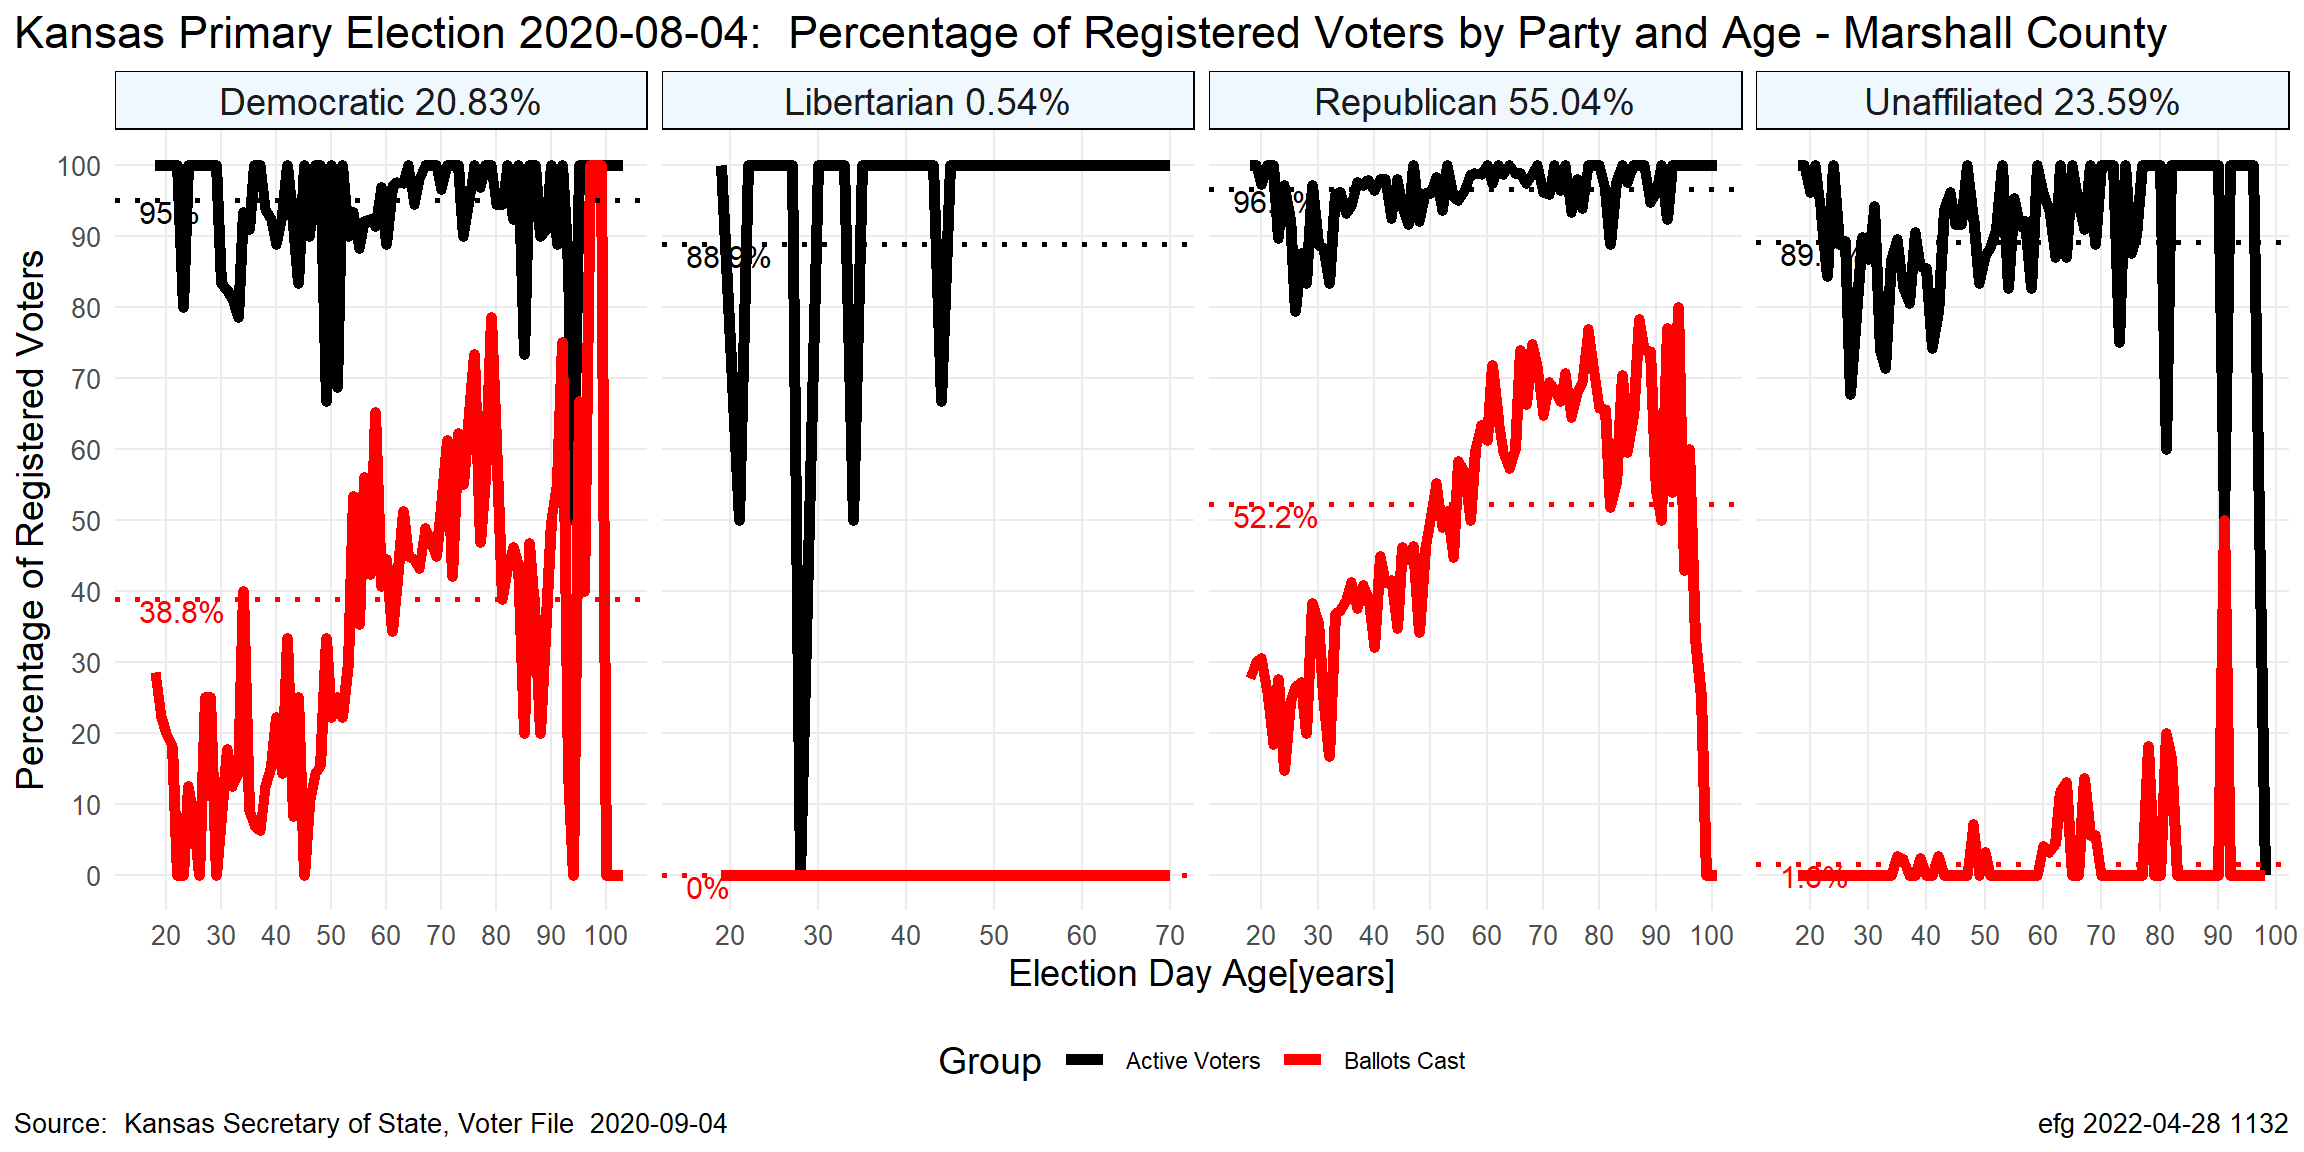 Kansas Primary Election 2020-08-04:  Percentage of Registered Voters by Party and Age - Marshall County
Democratic 20.83%
Libertarian 0.54%
Republican 55.04%
Unaffiliated 23.59%
Percentage of Registered Voters
100
90
80
70
60
50
40
30
20
10
0
38.8%
88.9%
0%
52.2%
20 30 40 50 60 70 80 90 100
20 30 40 50 60 70
20 30 40 50 60 70 80 90 100
20 30 40 50 60 70 80 90 100
Election Day Age[years]
Group Active Voters Ballots Cast
Source:  Kansas Secretary of State, Voter File  2020-09-04
efg 2022-04-28 1132